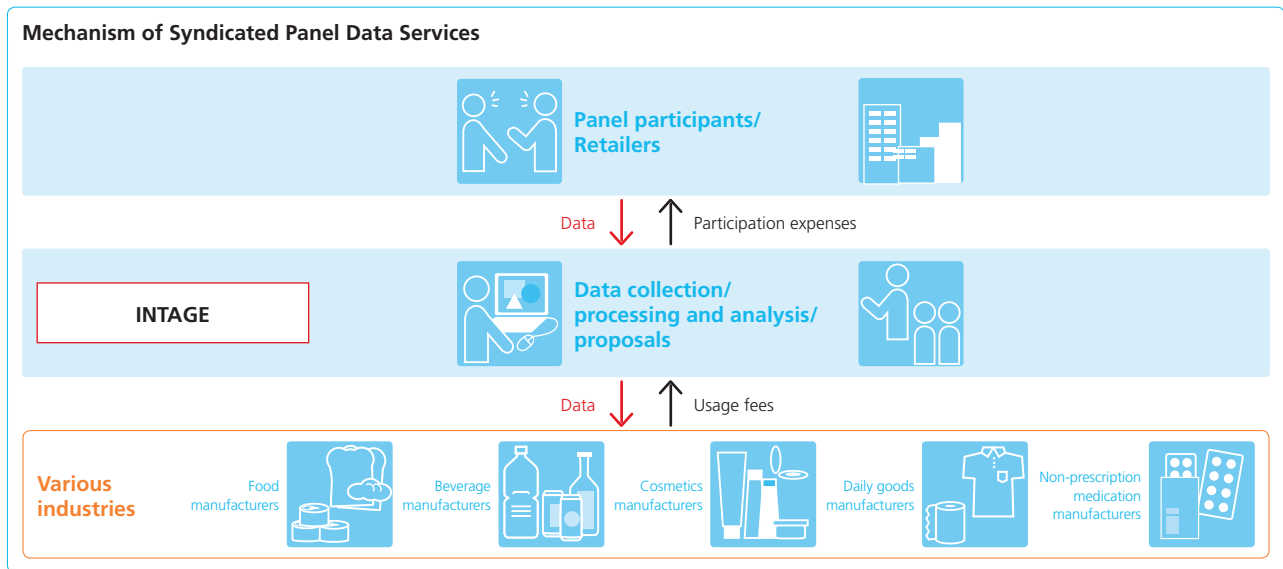 Mechanism of Syndicated Panel Data Services
Panel participants/
Retailers
Data
Participation expenses
INTAGE
Data collection/
processing and analysis/
proposals
Data
Usage fees
Various
industries
Food
manufacturers
Beverage
manufacturers
Cosmetics
manufacturers
Daily goods
manufacturers
Non-prescription
medication
manufacturers